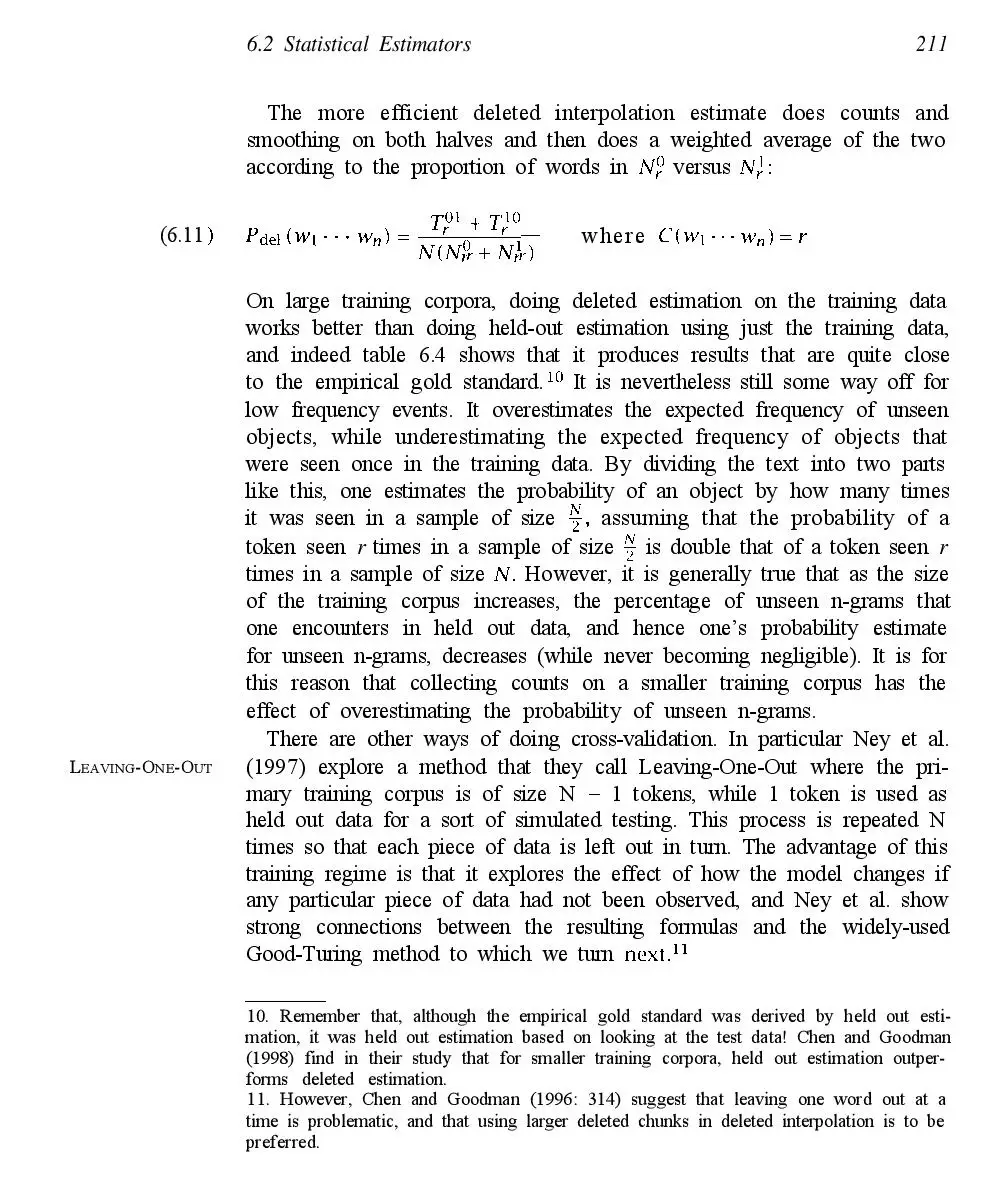 6.2 Statistical Estimators 211
The more efficient deleted interpolation estimate does counts and
smoothing on both halves and then does a weighted average of the two
according to the proportion of words in N_r^0 versus N_r^1:
(6.11) P_del(w_1 ··· w_n) = (T_r^01 + T_r^10) / (N(N_r^0 + N_r^1)) where C(w_1 ··· w_n) = r
On large training corpora, doing deleted estimation on the training data
works better than doing held-out estimation using just the training data,
and indeed table 6.4 shows that it produces results that are quite close
to the empirical gold standard.10 It is nevertheless still some way off for
low frequency events. It overestimates the expected frequency of unseen
objects, while underestimating the expected frequency of objects that
were seen once in the training data. By dividing the text into two parts
like this, one estimates the probability of an object by how many times
it was seen in a sample of size N/2, assuming that the probability of a
token seen r times in a sample of size N/2 is double that of a token seen r
times in a sample of size N. However, it is generally true that as the size
of the training corpus increases, the percentage of unseen n-grams that
one encounters in held out data, and hence one's probability estimate
for unseen n-grams, decreases (while never becoming negligible). It is for
this reason that collecting counts on a smaller training corpus has the
effect of overestimating the probability of unseen n-grams.
There are other ways of doing cross-validation. In particular Ney et al.
LEAVING-ONE-OUT (1997) explore a method that they call Leaving-One-Out where the pri-
mary training corpus is of size N − 1 tokens, while 1 token is used as
held out data for a sort of simulated testing. This process is repeated N
times so that each piece of data is left out in turn. The advantage of this
training regime is that it explores the effect of how the model changes if
any particular piece of data had not been observed, and Ney et al. show
strong connections between the resulting formulas and the widely-used
Good-Turing method to which we turn next.11
10. Remember that, although the empirical gold standard was derived by held out esti-
mation, it was held out estimation based on looking at the test data! Chen and Goodman
(1998) find in their study that for smaller training corpora, held out estimation outper-
forms deleted estimation.
11. However, Chen and Goodman (1996: 314) suggest that leaving one word out at a
time is problematic, and that using larger deleted chunks in deleted interpolation is to be
preferred.